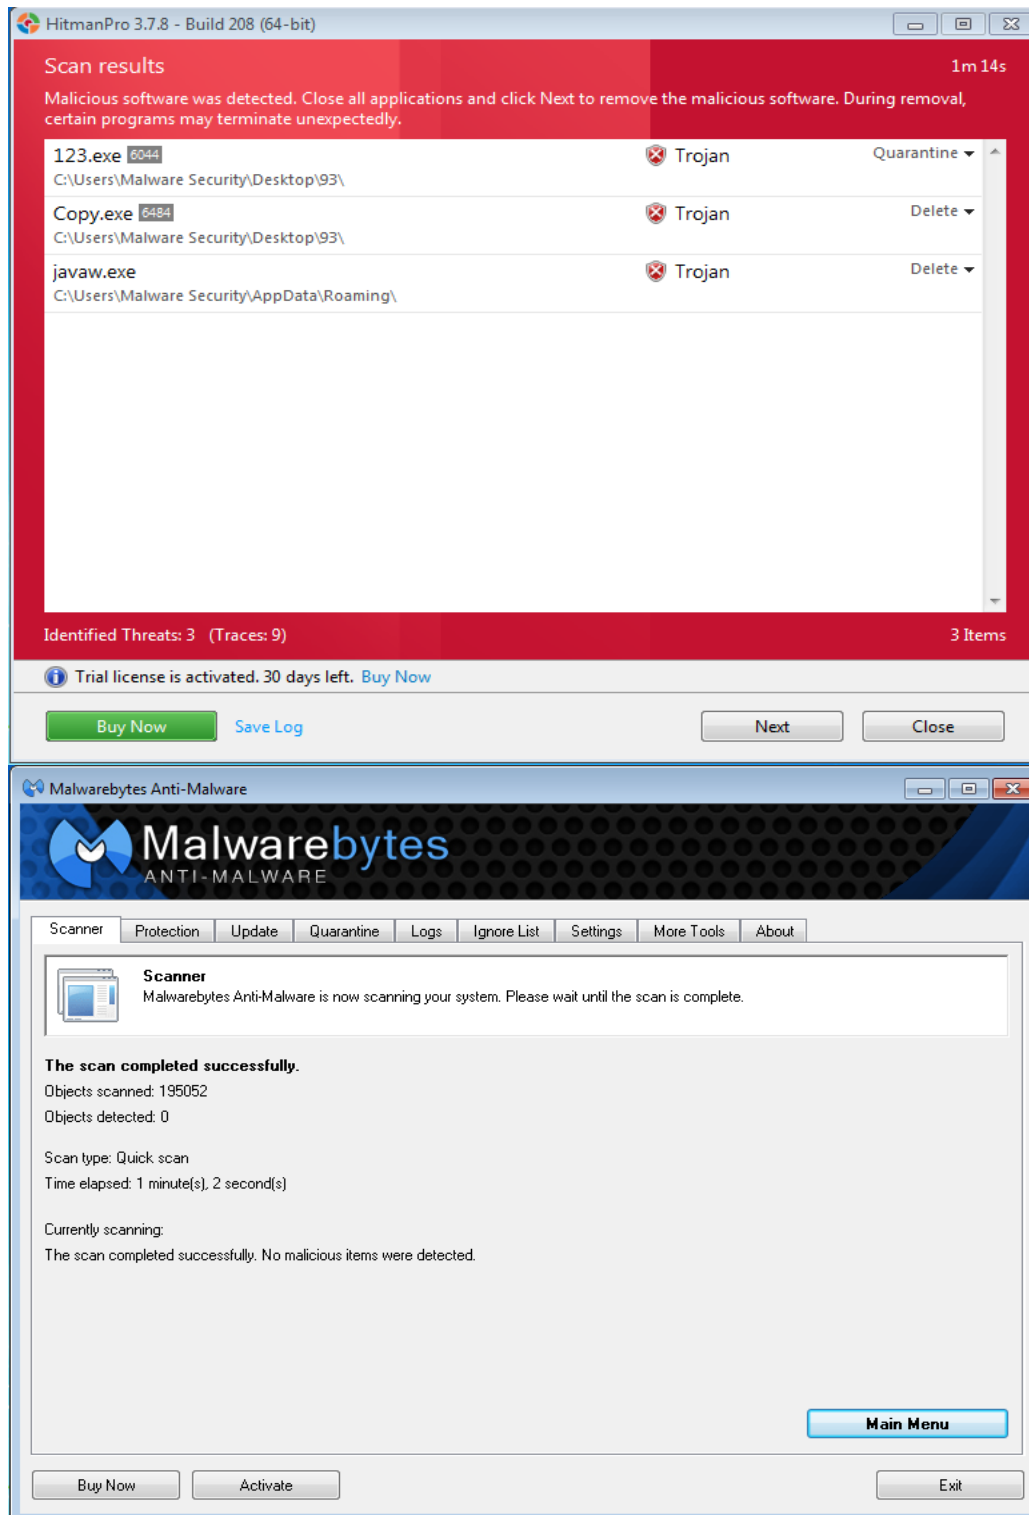 HitmanPro 3.7.8 - Build 208 (64-bit)
Scan results 1m 14s
Malicious software was detected. Close all applications and click Next to remove the malicious software. During removal,
certain programs may terminate unexpectedly.
123.exe 6044 Trojan Quarantine
C:\Users\Malware Security\Desktop\93\
Copy.exe 6484 Trojan Delete
C:\Users\Malware Security\Desktop\93\
javaw.exe Trojan Delete
C:\Users\Malware Security\AppData\Roaming\
Identified Threats: 3 (Traces: 9) 3 Items
Trial license is activated. 30 days left. Buy Now
Buy Now Save Log Next Close
Malwarebytes Anti-Malware
Malwarebytes
ANTI-MALWARE
Scanner Protection Update Quarantine Logs Ignore List Settings More Tools About
Scanner
Malwarebytes Anti-Malware is now scanning your system. Please wait until the scan is complete.
The scan completed successfully.
Objects scanned: 195052
Objects detected: 0
Scan type: Quick scan
Time elapsed: 1 minute(s), 2 second(s)
Currently scanning:
The scan completed successfully. No malicious items were detected.
Main Menu
Buy Now Activate Exit